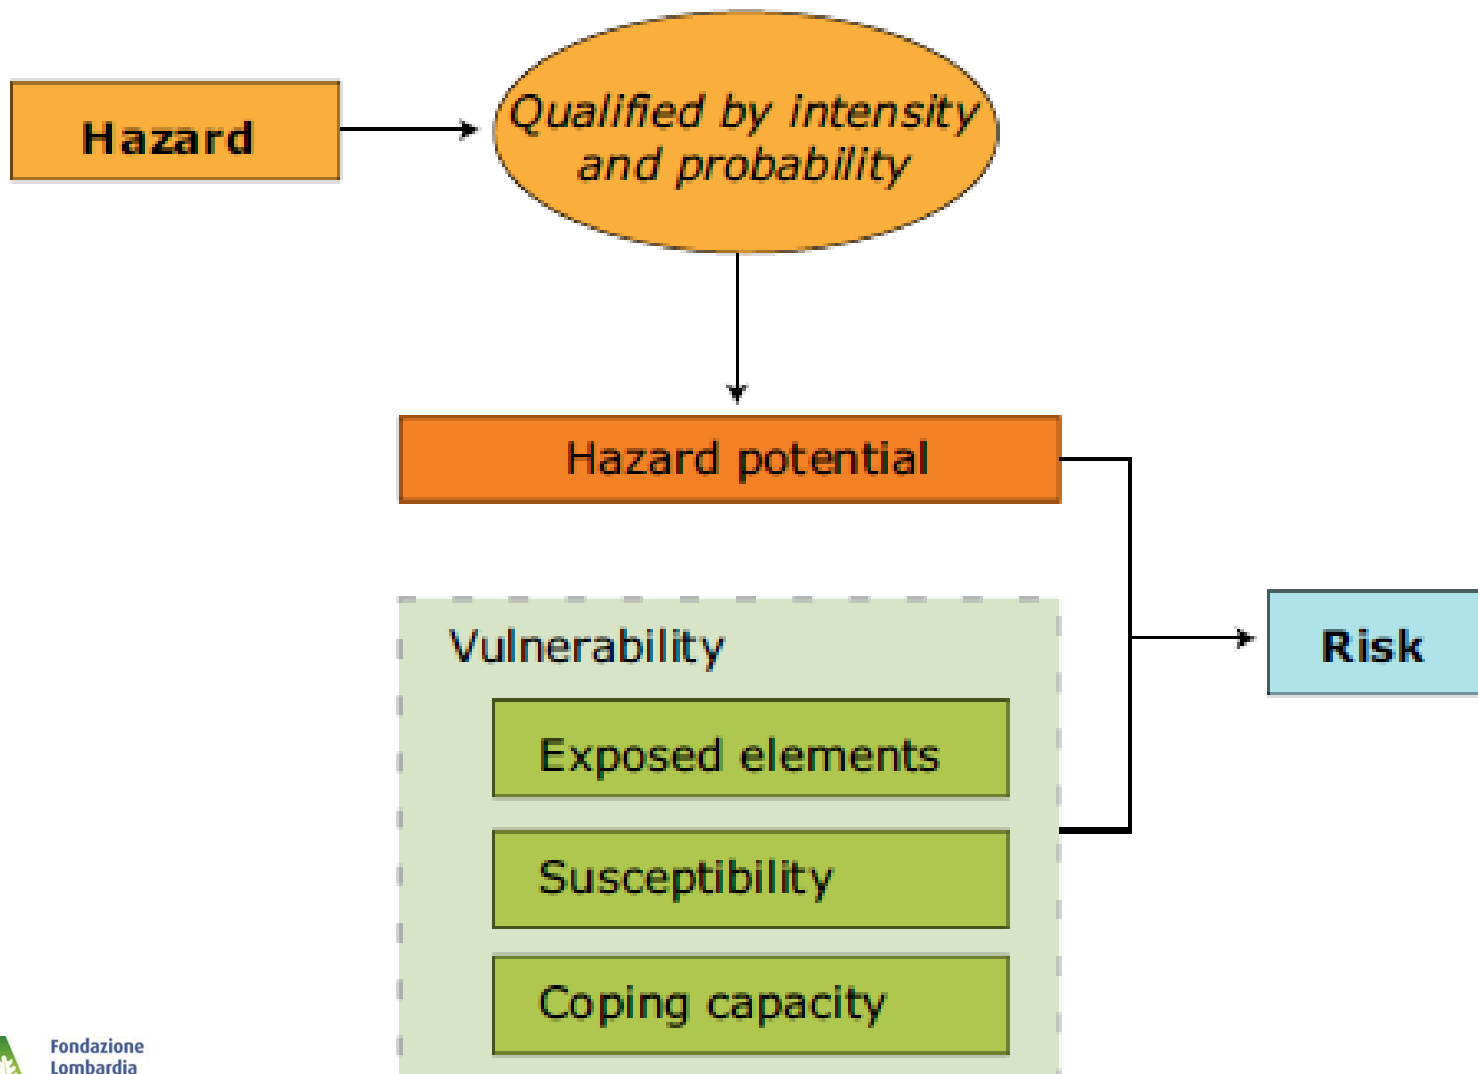 Hazard
Qualified by intensity
and probability
Hazard potential
Vulnerability
Exposed elements
Susceptibility
Coping capacity
Risk
Fondazione
Lombardia